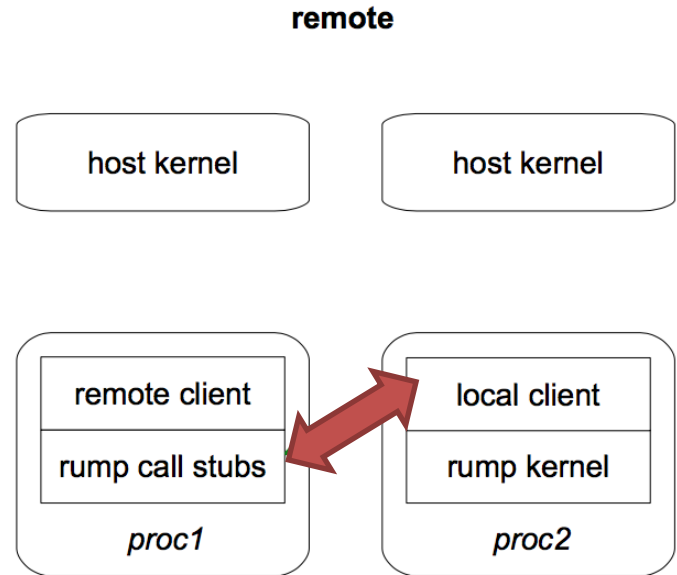 remote
host kernel
host kernel
remote client
rump call stubs
proc1
local client
rump kernel
proc2